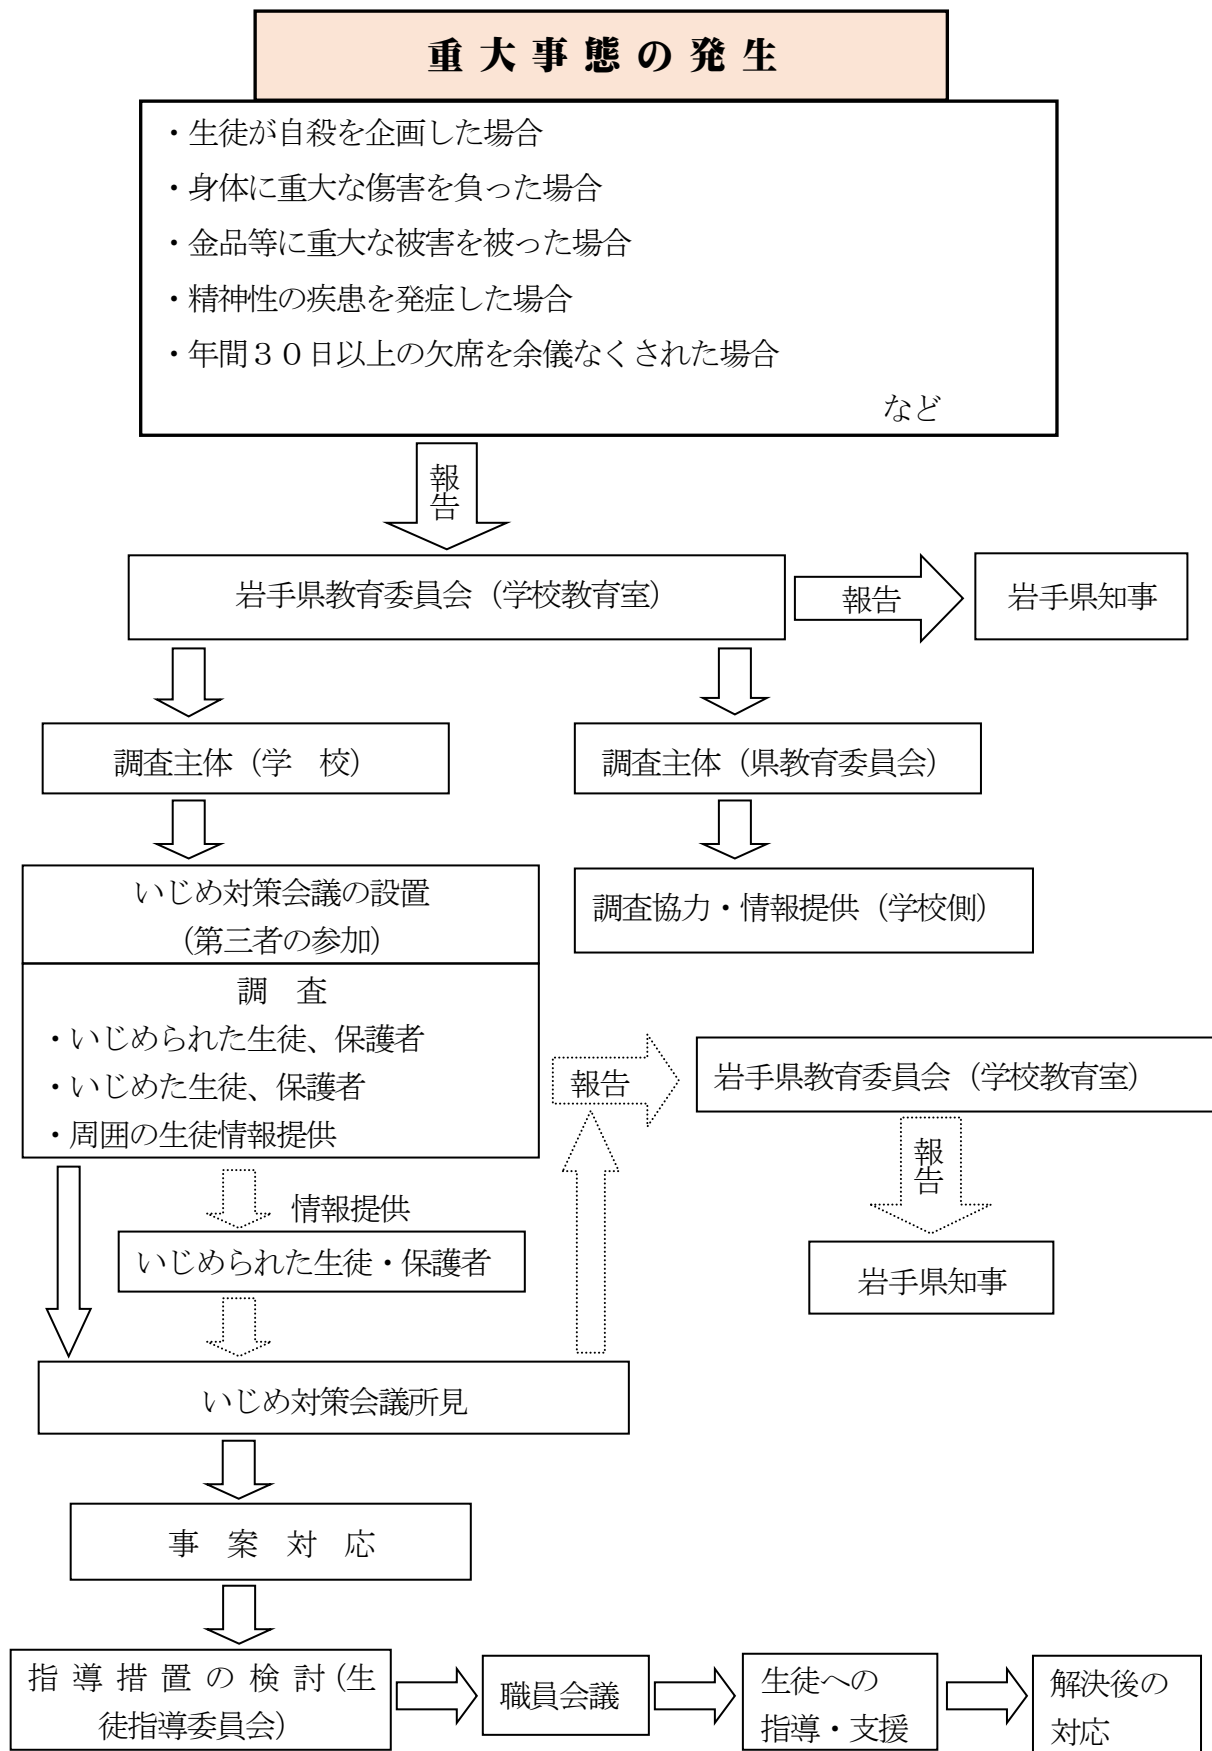 重大事態の発生
・生徒が自殺を企画した場合
・身体に重大な傷害を負った場合
・金品等に重大な被害を被った場合
・精神性の疾患を発症した場合
・年間３０日以上の欠席を余儀なくされた場合
など
報告
岩手県教育委員会（学校教育室）
報告
岩手県知事
調査主体（学　校）
調査主体（県教育委員会）
いじめ対策会議の設置
（第三者の参加）
調査協力・情報提供（学校側）
調　査
・いじめられた生徒、保護者
・いじめた生徒、保護者
・周囲の生徒情報提供
報告
岩手県教育委員会（学校教育室）
報告
岩手県知事
情報提供
いじめられた生徒・保護者
いじめ対策会議所見
事　案　対　応
指 導 措 置 の 検 討（生
徒指導委員会）
職員会議
生徒への
指導・支援
解決後の
対応